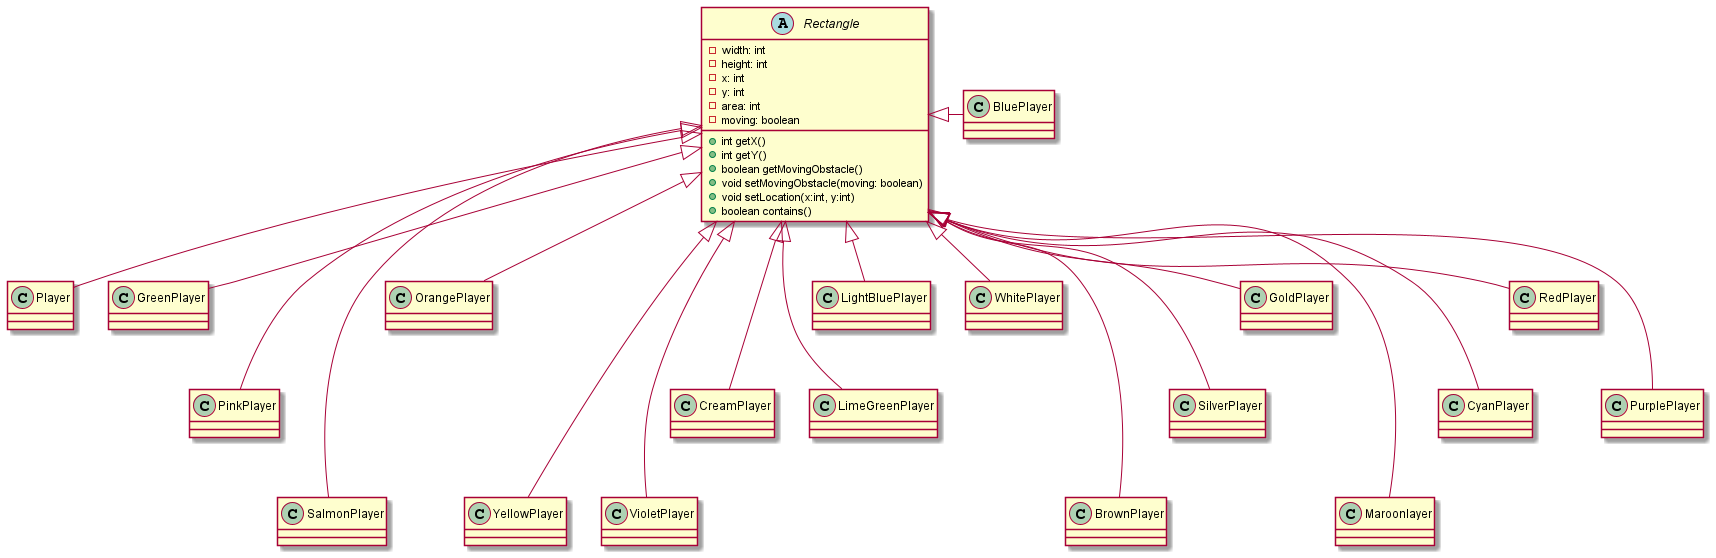 A Rectangle
width: int
height: int
x: int
y: int
area: int
moving: boolean
int getX()
int getY()
boolean getMovingObstacle()
void setMovingObstacle(moving: boolean)
void setLocation(x:int, y:int)
boolean contains()
C BluePlayer
C Player
C GreenPlayer
C OrangePlayer
C LightBluePlayer
C WhitePlayer
C GoldPlayer
C RedPlayer
C PinkPlayer
C CreamPlayer
C LimeGreenPlayer
C SilverPlayer
C CyanPlayer
C PurplePlayer
C SalmonPlayer
C YellowPlayer
C VioletPlayer
C BrownPlayer
C Maroonlayer